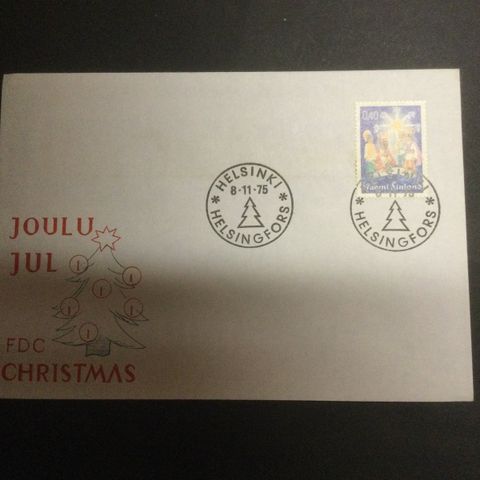 0,40
Suomi Finland
HELSINKI
8·11·75
* HELSINGFORS *
* HELSINGFORS *
JOULU
JUL
FDC
CHRISTMAS